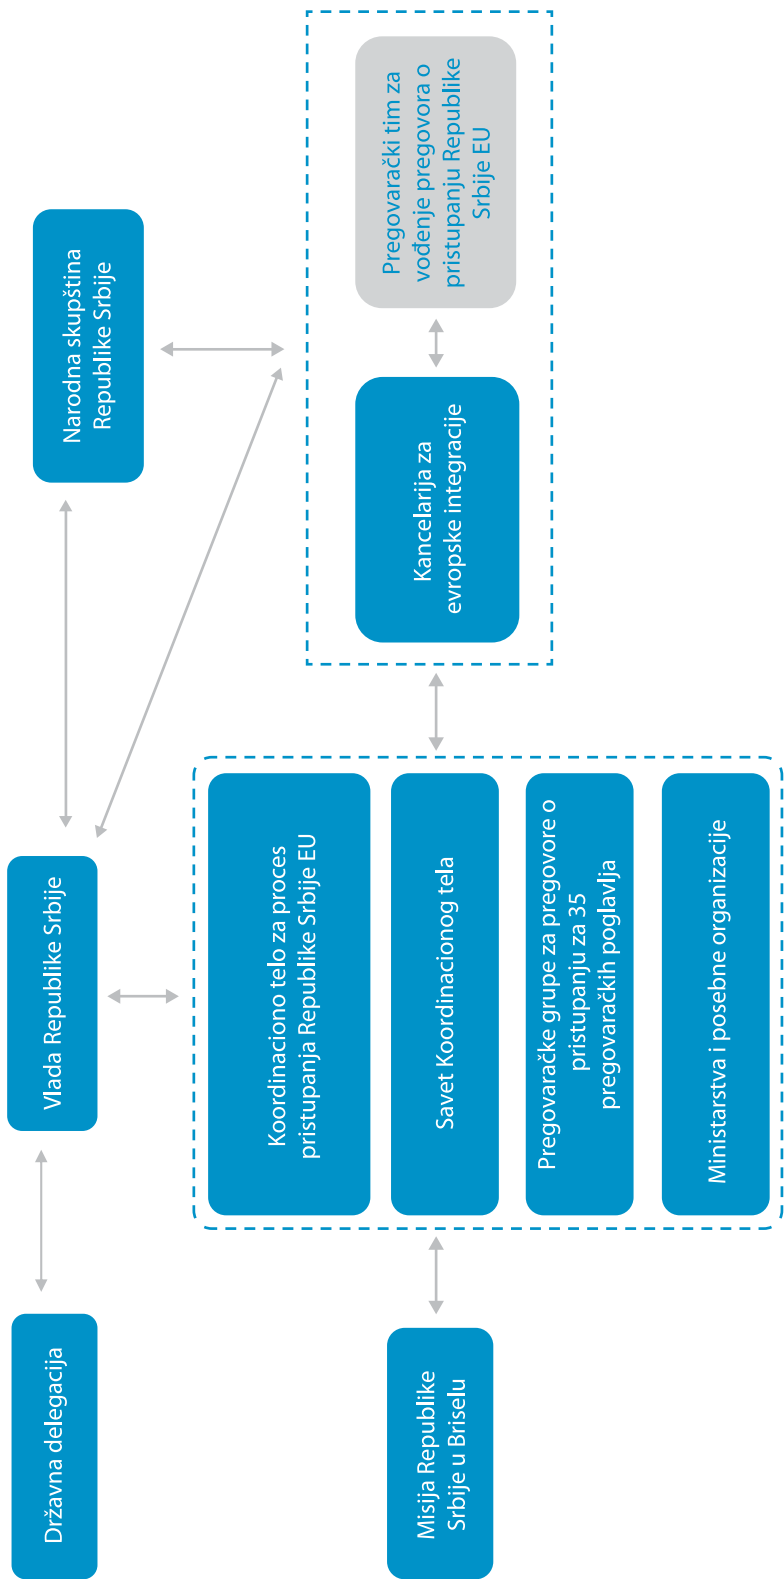 Državna delegacija
Vlada Republike Srbije
Narodna skupština
Republike Srbije
Misija Republike
Srbije u Briselu
Koordinaciono telo za proces
pristupanja Republike Srbije EU
Savet Koordinacionog tela
Pregovaračke grupe za pregovore o
pristupanju za 35
pregovaračkih poglavlja
Ministarstva i posebne organizacije
Kancelarija za
evropske integracije
Pregovarački tim za
vođenje pregovora o
pristupanju Republike
Srbije EU